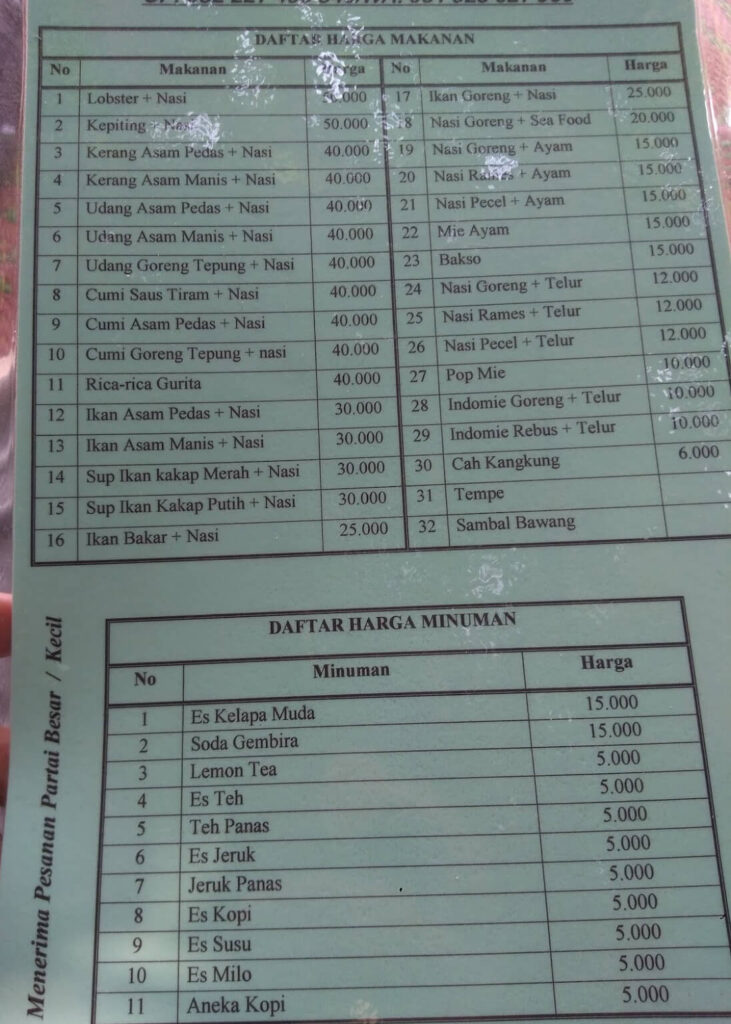 DAFTAR HARGA MAKANAN
No Makanan Harga No Makanan Harga
1 Lobster + Nasi 17 Ikan Goreng + Nasi 25.000
2 Kepiting + Nasi 50.000 18 Nasi Goreng + Sea Food 20.000
3 Kerang Asam Pedas + Nasi 40.000 19 Nasi Goreng + Ayam 15.000
4 Kerang Asam Manis + Nasi 40.000 20 Nasi Rames + Ayam 15.000
5 Udang Asam Pedas + Nasi 40.000 21 Nasi Pecel + Ayam 15.000
6 Udang Asam Manis + Nasi 40.000 22 Mie Ayam 15.000
7 Udang Goreng Tepung + Nasi 40.000 23 Bakso 15.000
8 Cumi Saus Tiram + Nasi 40.000 24 Nasi Goreng + Telur 12.000
9 Cumi Asam Pedas + Nasi 40.000 25 Nasi Rames + Telur 12.000
10 Cumi Goreng Tepung + nasi 40.000 26 Nasi Pecel + Telur 12.000
11 Rica-rica Gurita 40.000 27 Pop Mie 10.000
12 Ikan Asam Pedas + Nasi 30.000 28 Indomie Goreng + Telur 10.000
13 Ikan Asam Manis + Nasi 30.000 29 Indomie Rebus + Telur 10.000
14 Sup Ikan kakap Merah + Nasi 30.000 30 Cah Kangkung 6.000
15 Sup Ikan Kakap Putih + Nasi 30.000 31 Tempe
16 Ikan Bakar + Nasi 25.000 32 Sambal Bawang
Menerima Pesanan Partai Besar / Kecil
DAFTAR HARGA MINUMAN
No Minuman Harga
1 Es Kelapa Muda 15.000
2 Soda Gembira 15.000
3 Lemon Tea 5.000
4 Es Teh 5.000
5 Teh Panas 5.000
6 Es Jeruk 5.000
7 Jeruk Panas 5.000
8 Es Kopi 5.000
9 Es Susu 5.000
10 Es Milo 5.000
11 Aneka Kopi 5.000